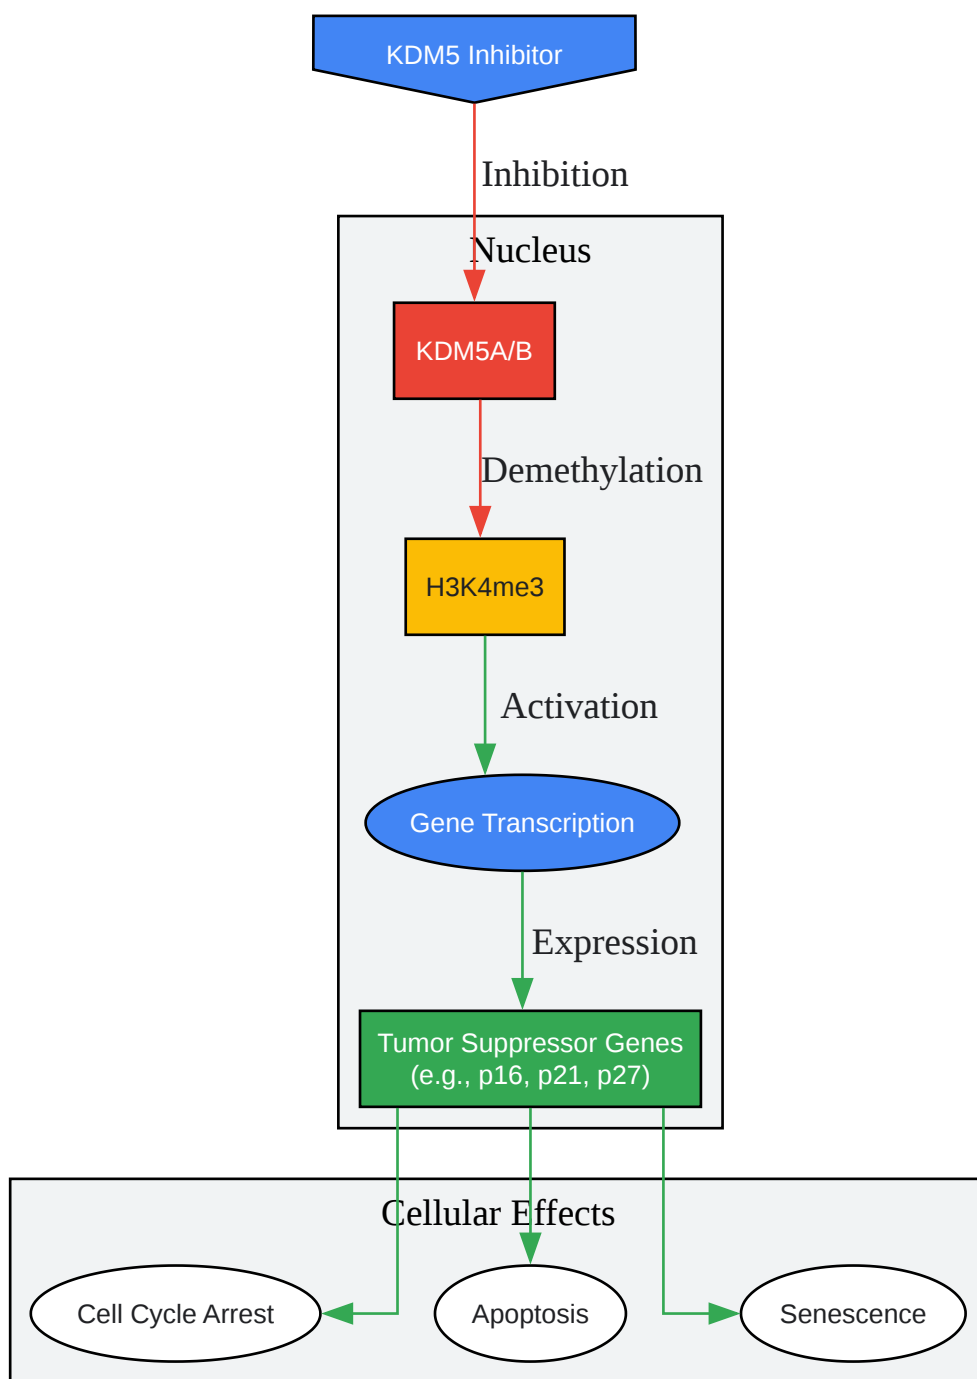 KDM5 Inhibitor
Inhibition
Nucleus
KDM5A/B
Demethylation
H3K4me3
Activation
Gene Transcription
Expression
Tumor Suppressor Genes
(e.g., p16, p21, p27)
Cellular Effects
Cell Cycle Arrest
Apoptosis
Senescence